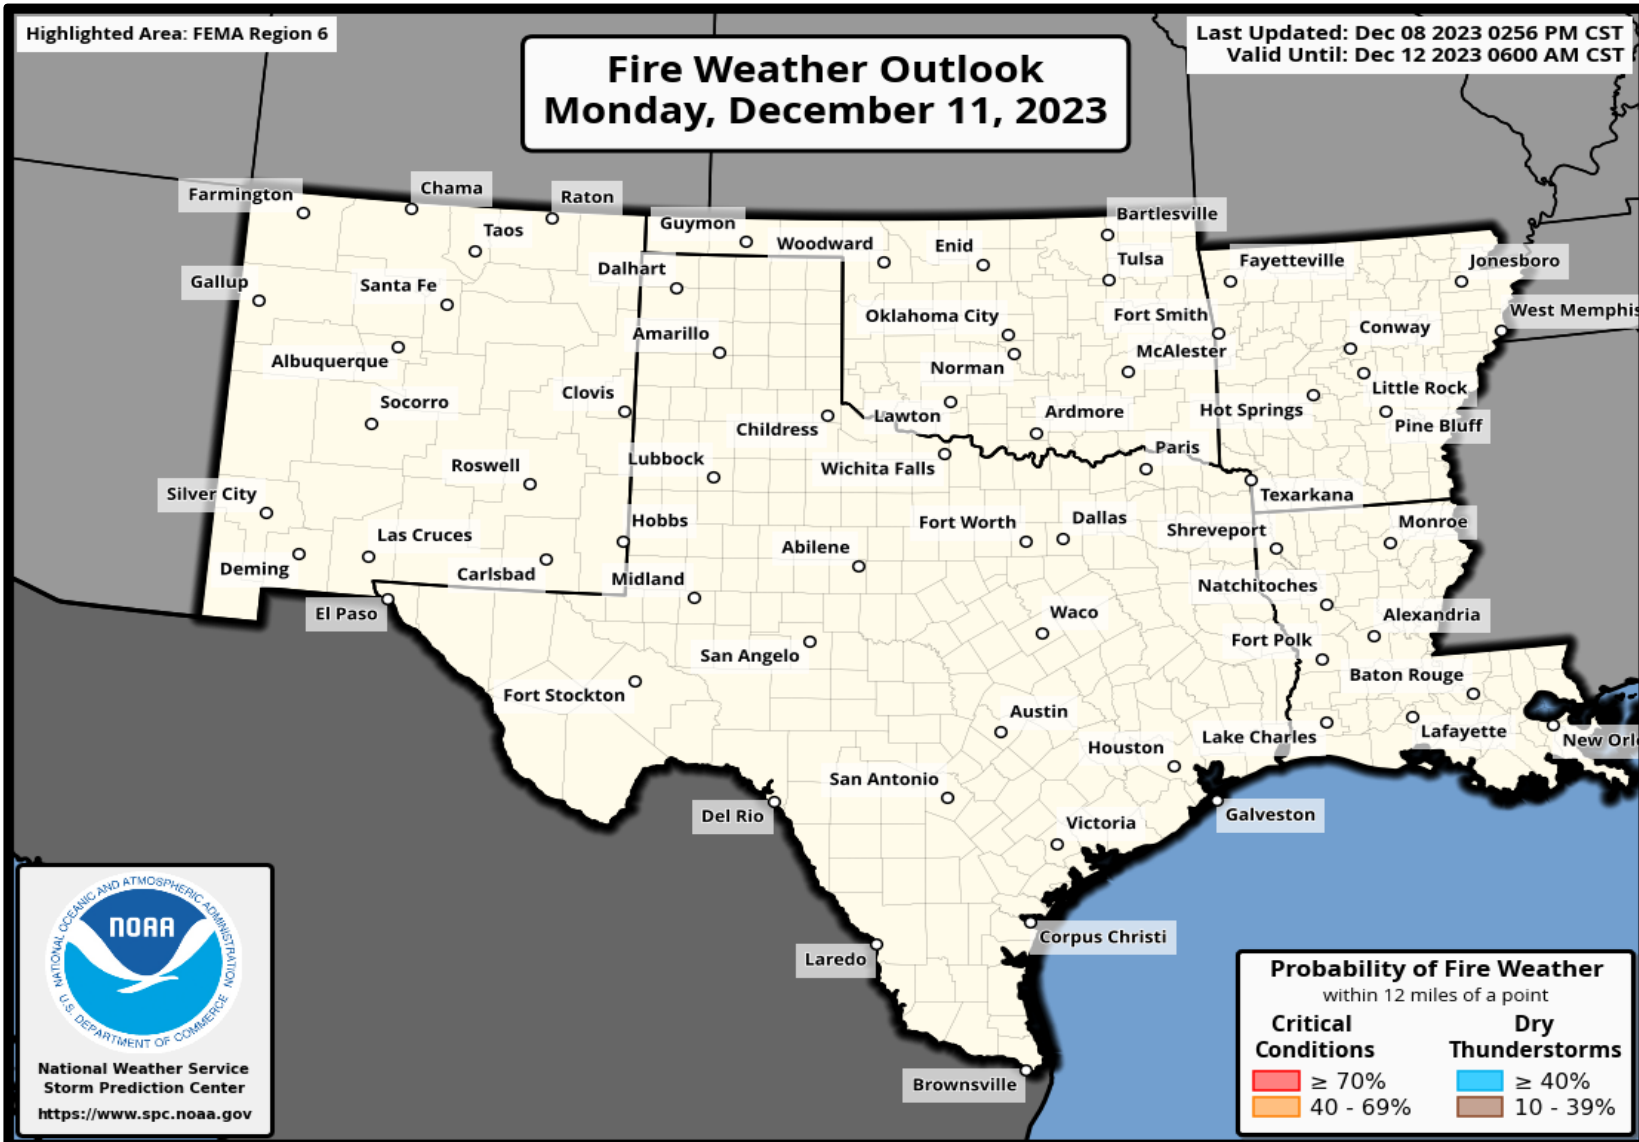 Highlighted Area: FEMA Region 6
Fire Weather Outlook
Monday, December 11, 2023
Last Updated: Dec 08 2023 0256 PM CST
Valid Until: Dec 12 2023 0600 AM CST
Farmington
Chama
Raton
Taos
Guymon
Woodward
Enid
Bartlesville
Tulsa
Fayetteville
Jonesboro
Gallup
Santa Fe
Dalhart
Oklahoma City
Fort Smith
West Memphis
Albuquerque
Amarillo
Norman
McAlester
Conway
Little Rock
Socorro
Clovis
Childress
Lawton
Ardmore
Hot Springs
Pine Bluff
Roswell
Lubbock
Wichita Falls
Paris
Texarkana
Silver City
Las Cruces
Hobbs
Abilene
Fort Worth
Dallas
Shreveport
Monroe
Deming
Carlsbad
Midland
Natchitoches
El Paso
Waco
Alexandria
San Angelo
Fort Polk
Fort Stockton
Baton Rouge
Austin
Houston
Lake Charles
Lafayette
New Orl
San Antonio
Del Rio
Victoria
Galveston
Corpus Christi
Laredo
Brownsville
NATIONAL OCEANIC AND ATMOSPHERIC ADMINISTRATION
NOAA
U.S. DEPARTMENT OF COMMERCE
National Weather Service
Storm Prediction Center
https://www.spc.noaa.gov
Probability of Fire Weather
within 12 miles of a point
Critical Conditions
Dry Thunderstorms
≥ 70%
≥ 40%
40 - 69%
10 - 39%